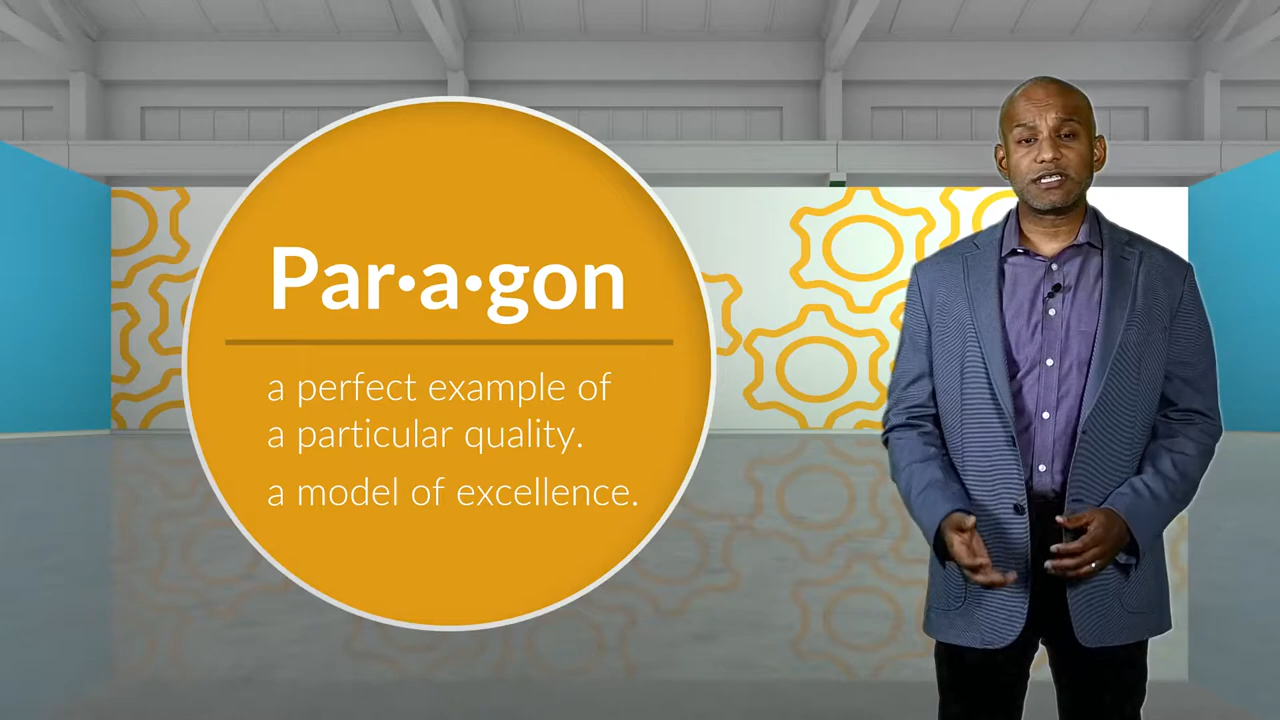 Par•a•gon
a perfect example of
a particular quality.
a model of excellence.